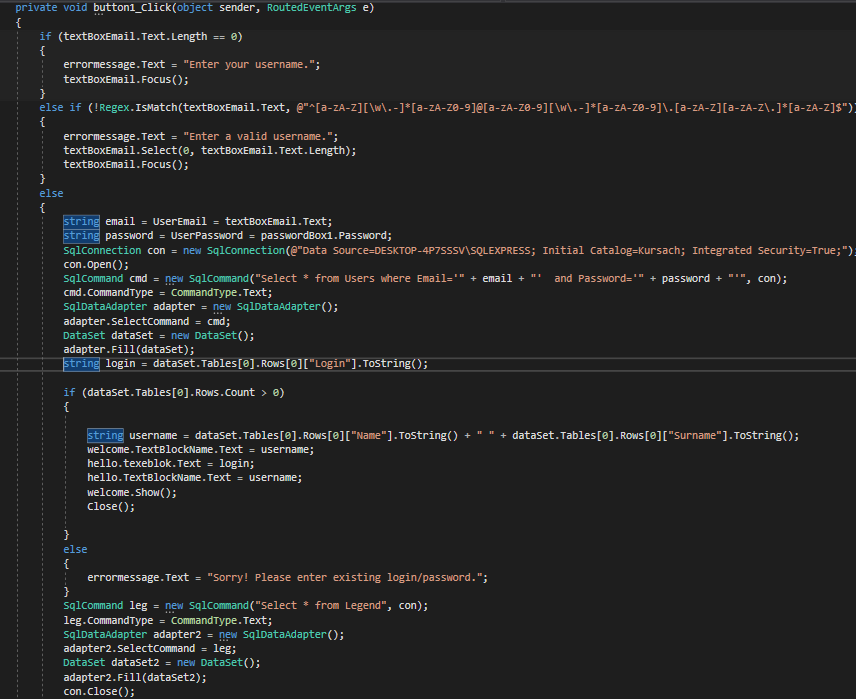 private void button1_Click(object sender, RoutedEventArgs e)
{
if (textBoxEmail.Text.Length == 0)
{
errormessage.Text = "Enter your username.";
textBoxEmail.Focus();
}
else if (!Regex.IsMatch(textBoxEmail.Text, @"^[a-zA-Z][\w\.-]*[a-zA-Z0-9]@[a-zA-Z0-9][\w\.-]*[a-zA-Z0-9]\.[a-zA-Z][a-zA-Z\.]*[a-zA-Z]$"))
{
errormessage.Text = "Enter a valid username.";
textBoxEmail.Select(0, textBoxEmail.Text.Length);
textBoxEmail.Focus();
}
else
{
string email = UserEmail = textBoxEmail.Text;
string password = UserPassword = passwordBox1.Password;
SqlConnection con = new SqlConnection(@"Data Source=DESKTOP-4P7SSSV\SQLEXPRESS; Initial Catalog=Kursach; Integrated Security=True;");
con.Open();
SqlCommand cmd = new SqlCommand("Select * from Users where Email='" + email + "'  and Password='" + password + "'", con);
cmd.CommandType = CommandType.Text;
SqlDataAdapter adapter = new SqlDataAdapter();
adapter.SelectCommand = cmd;
DataSet dataSet = new DataSet();
adapter.Fill(dataSet);
string login = dataSet.Tables[0].Rows[0]["Login"].ToString();
if (dataSet.Tables[0].Rows.Count > 0)
{
string username = dataSet.Tables[0].Rows[0]["Name"].ToString() + " " + dataSet.Tables[0].Rows[0]["Surname"].ToString();
welcome.TextBlockName.Text = username;
hello.texeblok.Text = login;
hello.TextBlockName.Text = username;
welcome.Show();
Close();
}
else
{
errormessage.Text = "Sorry! Please enter existing login/password.";
}
SqlCommand leg = new SqlCommand("Select * from Legend", con);
leg.CommandType = CommandType.Text;
SqlDataAdapter adapter2 = new SqlDataAdapter();
adapter2.SelectCommand = leg;
DataSet dataSet2 = new DataSet();
adapter2.Fill(dataSet2);
con.Close();